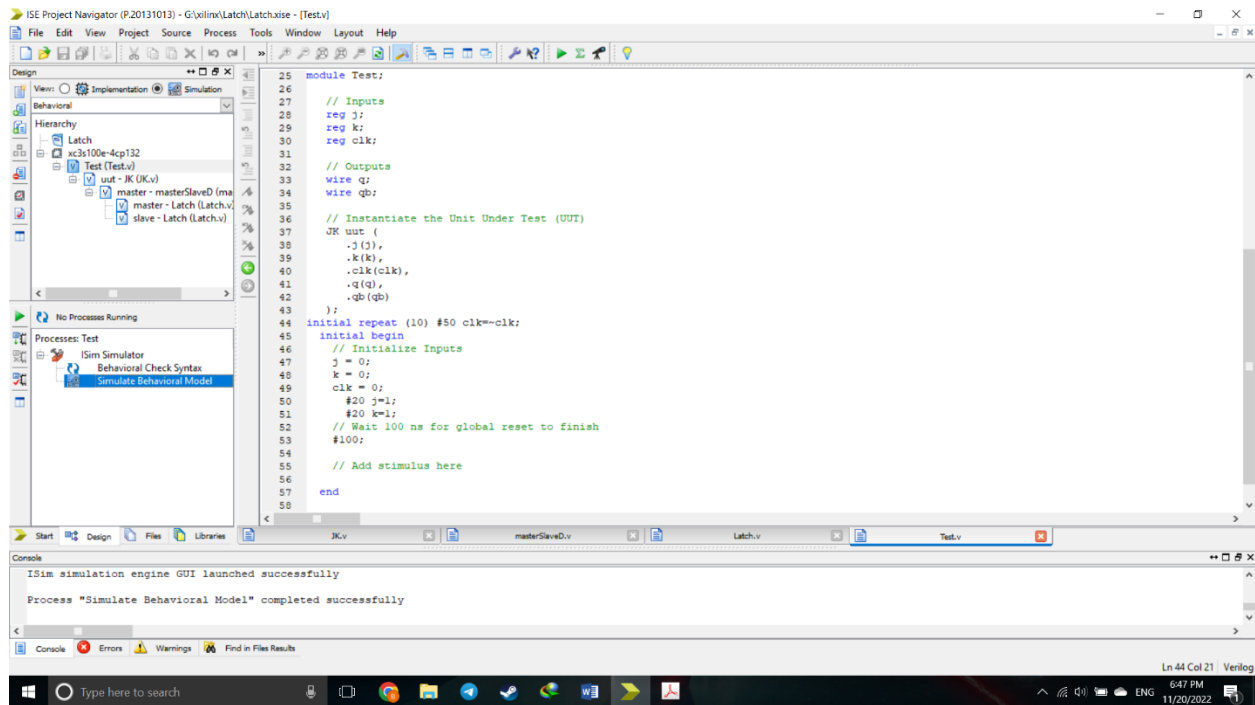 ISE Project Navigator (P.20131013) - G:\xilinx\Latch\Latch.xise - [Test.v]
File Edit View Project Source Process Tools Window Layout Help
Design
View: Implementation Simulation
Behavioral
Hierarchy
Latch
xc3s100e-4cp132
Test (Test.v)
uut - JK (JK.v)
master - masterSlaveD (ma
master - Latch (Latch.v)
slave - Latch (Latch.v)
No Processes Running
Processes: Test
ISim Simulator
Behavioral Check Syntax
Simulate Behavioral Model
Start Design Files Libraries
25 module Test;
26
27 // Inputs
28 reg j;
29 reg k;
30 reg clk;
31
32 // Outputs
33 wire q;
34 wire qb;
35
36 // Instantiate the Unit Under Test (UUT)
37 JK uut (
38 .j(j),
39 .k(k),
40 .clk(clk),
41 .q(q),
42 .qb(qb)
43 );
44 initial repeat (10) #50 clk=~clk;
45 initial begin
46 // Initialize Inputs
47 j = 0;
48 k = 0;
49 clk = 0;
50 #20 j=1;
51 #20 k=1;
52 // Wait 100 ns for global reset to finish
53 #100;
54
55 // Add stimulus here
56
57 end
58
JK.v masterSlaveD.v Latch.v Test.v
Console
ISim simulation engine GUI launched successfully
Process "Simulate Behavioral Model" completed successfully
Console Errors Warnings Find in Files Results
Ln 44 Col 21 Verilog
Type here to search
ENG
6:47 PM
11/20/2022